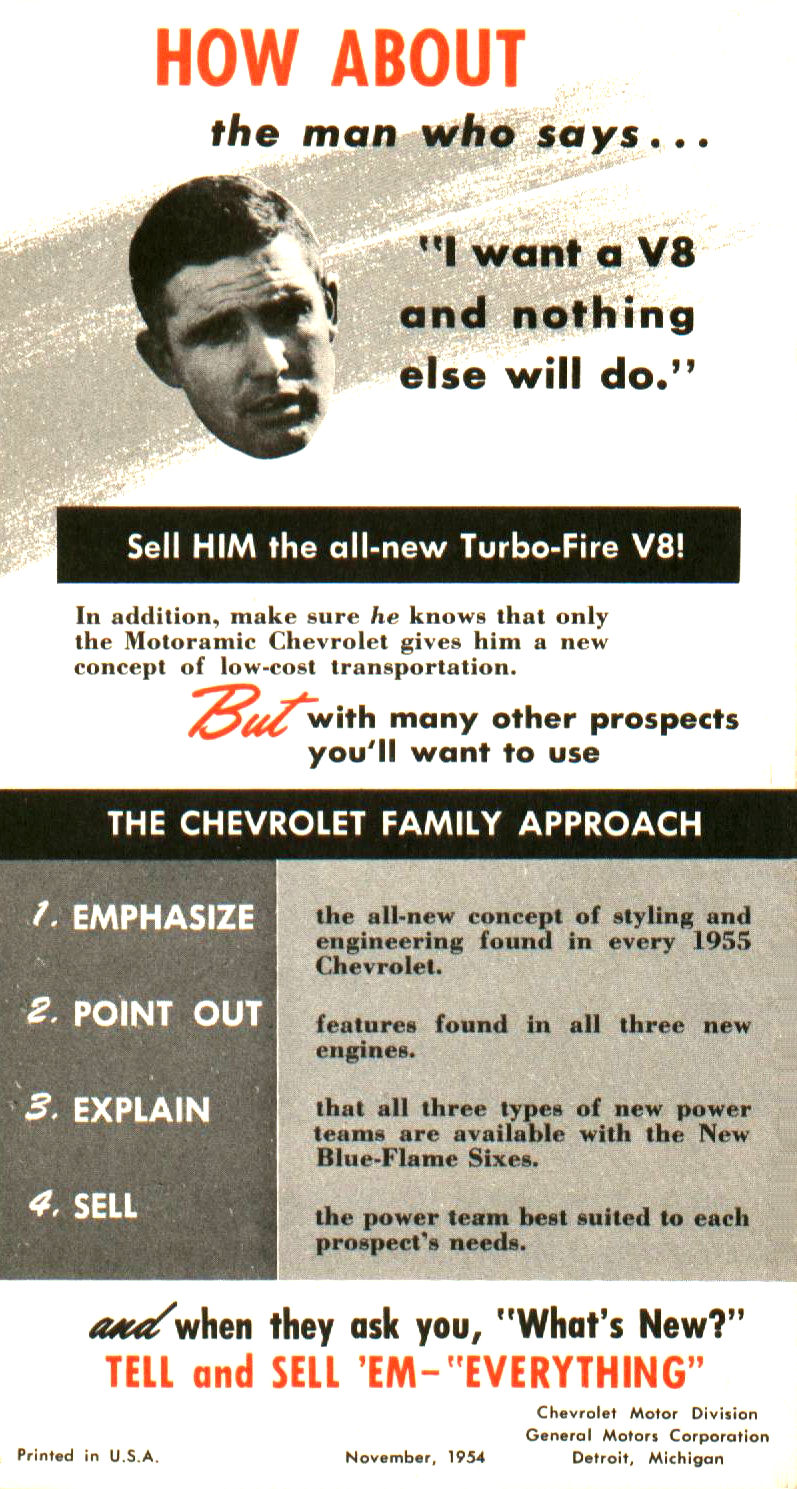 HOW ABOUT
the man who says...
"I want a V8
and nothing
else will do."
Sell HIM the all-new Turbo-Fire V8!
In addition, make sure he knows that only
the Motoramic Chevrolet gives him a new
concept of low-cost transportation.
But with many other prospects
you'll want to use
THE CHEVROLET FAMILY APPROACH
1. EMPHASIZE
the all-new concept of styling and
engineering found in every 1955
Chevrolet.
2. POINT OUT
features found in all three new
engines.
3. EXPLAIN
that all three types of new power
teams are available with the New
Blue-Flame Sixes.
4. SELL
the power team best suited to each
prospect's needs.
and when they ask you, "What's New?"
TELL and SELL 'EM-"EVERYTHING"
Chevrolet Motor Division
General Motors Corporation
Printed in U.S.A. November, 1954 Detroit, Michigan